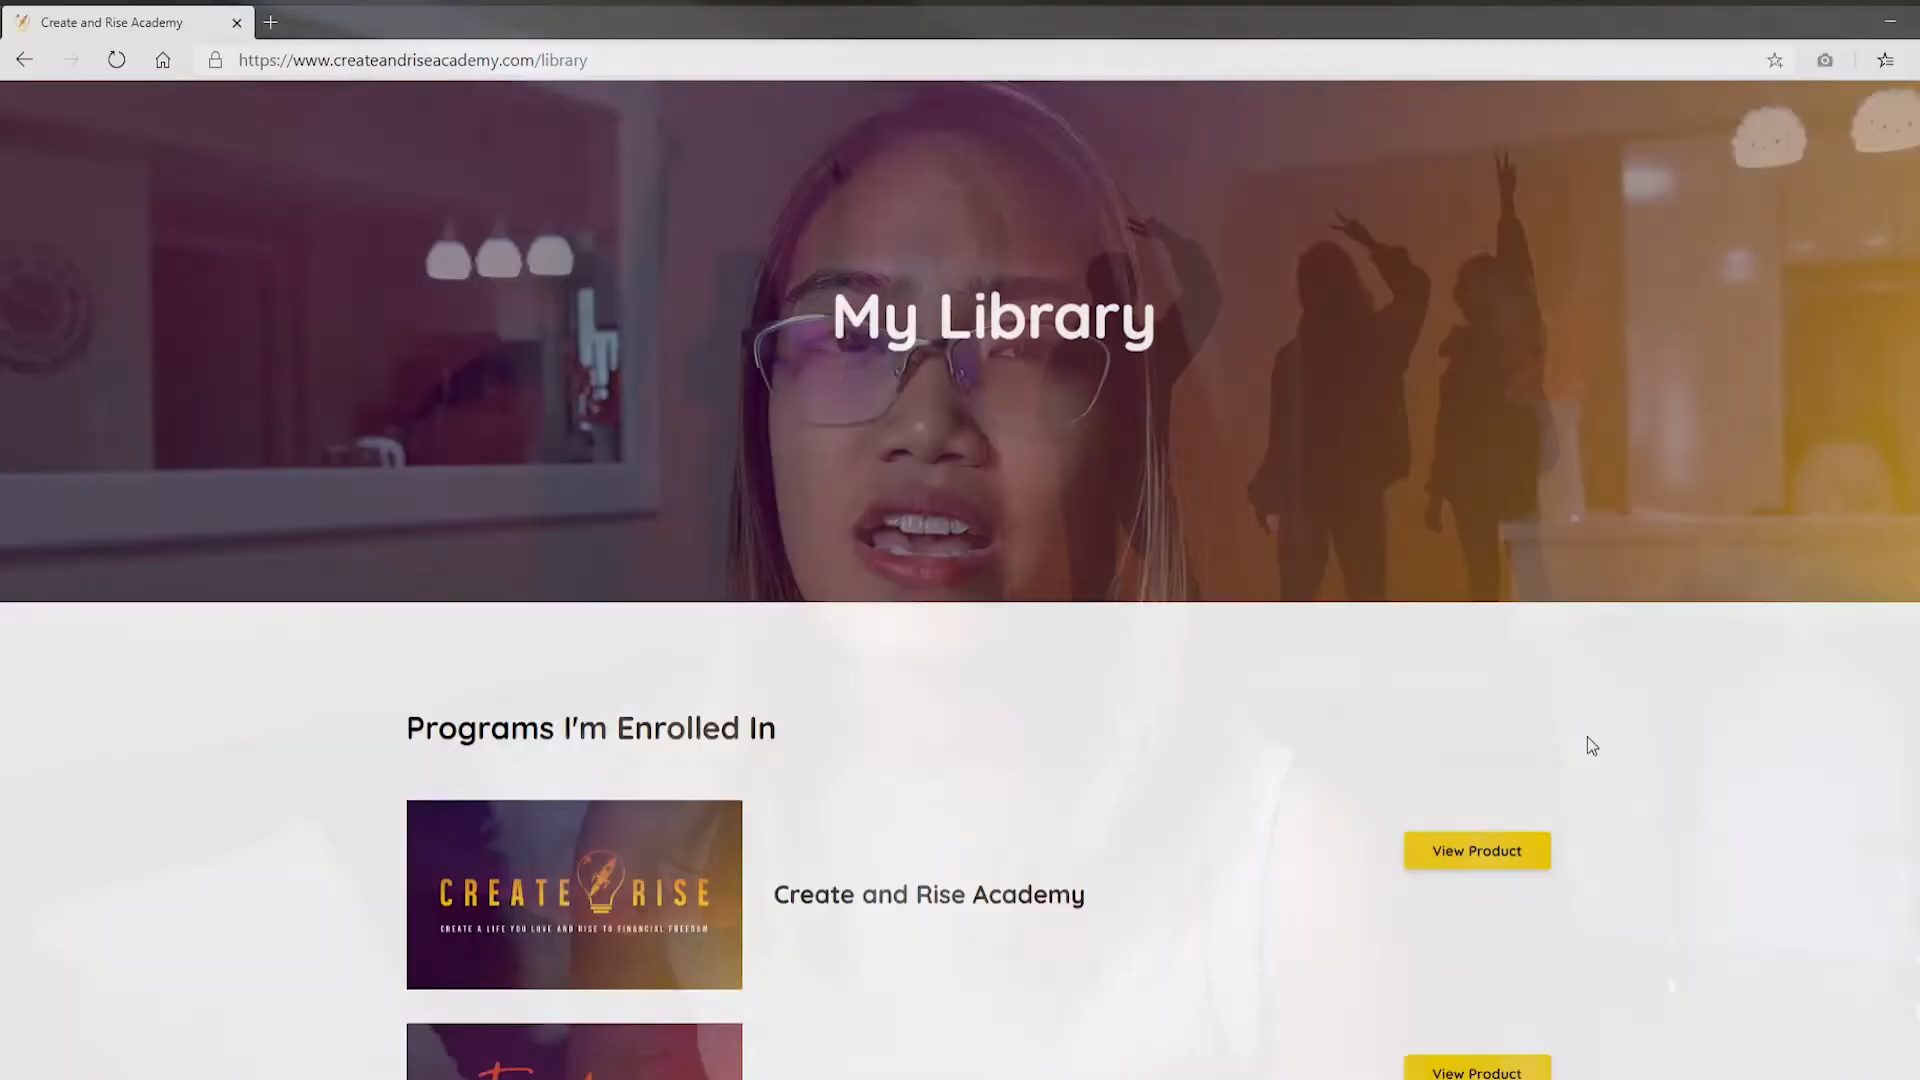 Create and Rise Academy
https://www.createandriseacademy.com/library
My Library
Programs I'm Enrolled In
View Product
CREATE RISE
CREATE A LIFE YOU LOVE AND RISE TO FINANCIAL FREEDOM
Create and Rise Academy
View Product